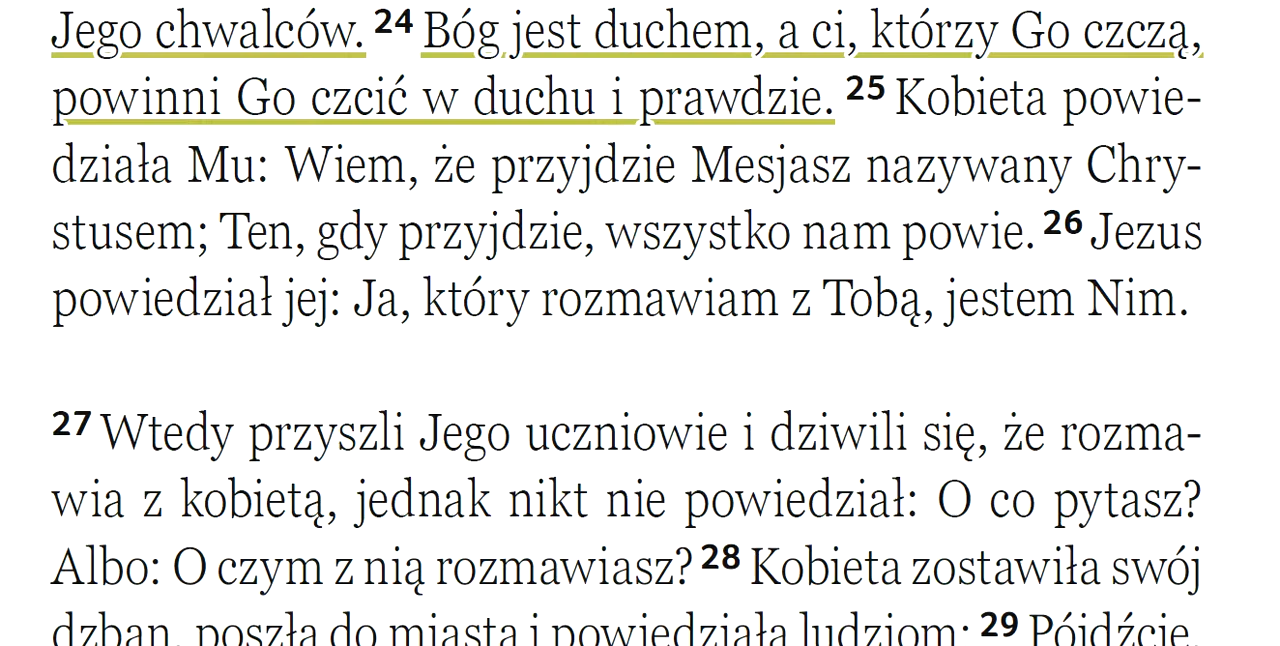 Jego chwalców. 24 Bóg jest duchem, a ci, którzy Go czczą,
powinni Go czcić w duchu i prawdzie. 25 Kobieta powie-
działa Mu: Wiem, że przyjdzie Mesjasz nazywany Chry-
stusem; Ten, gdy przyjdzie, wszystko nam powie. 26 Jezus
powiedział jej: Ja, który rozmawiam z Tobą, jestem Nim.
27 Wtedy przyszli Jego uczniowie i dziwili się, że rozma-
wia z kobietą, jednak nikt nie powiedział: O co pytasz?
Albo: O czym z nią rozmawiasz? 28 Kobieta zostawiła swój
dzban, poszła do miasta i powiedziała ludziom: 29 Pójdźcie,